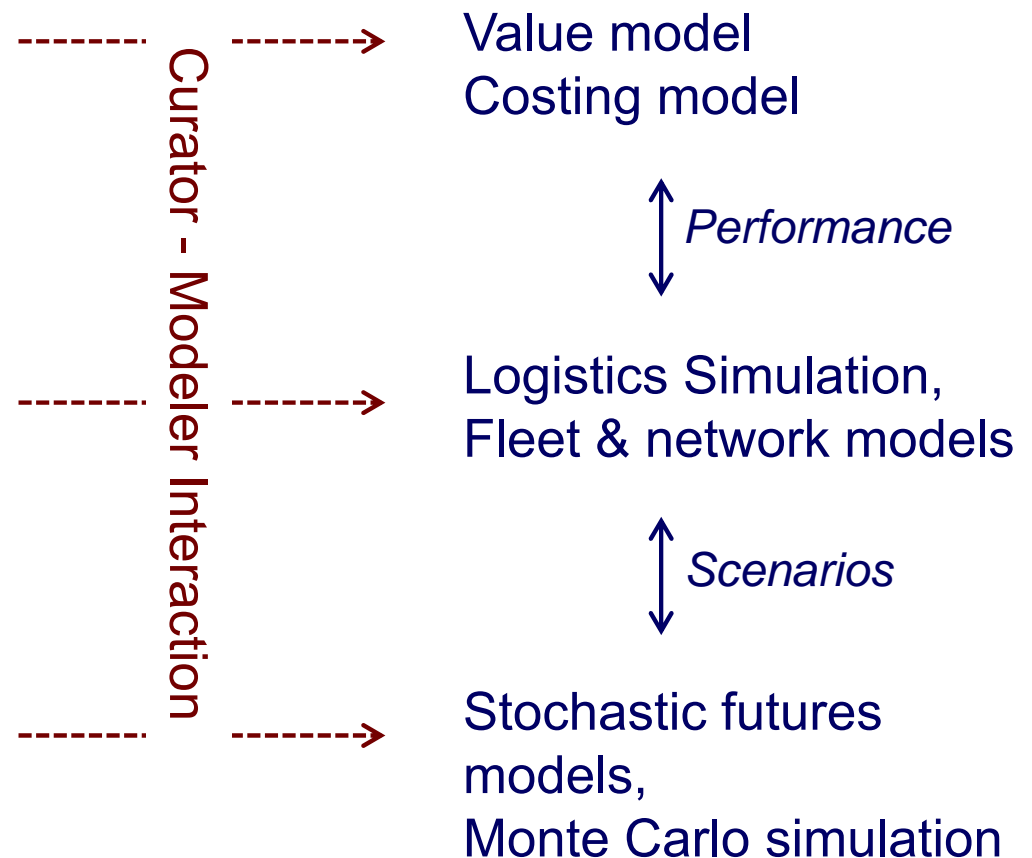 Curator - Modeler Interaction
Value model
Costing model
Performance
Logistics Simulation,
Fleet & network models
Scenarios
Stochastic futures
models,
Monte Carlo simulation